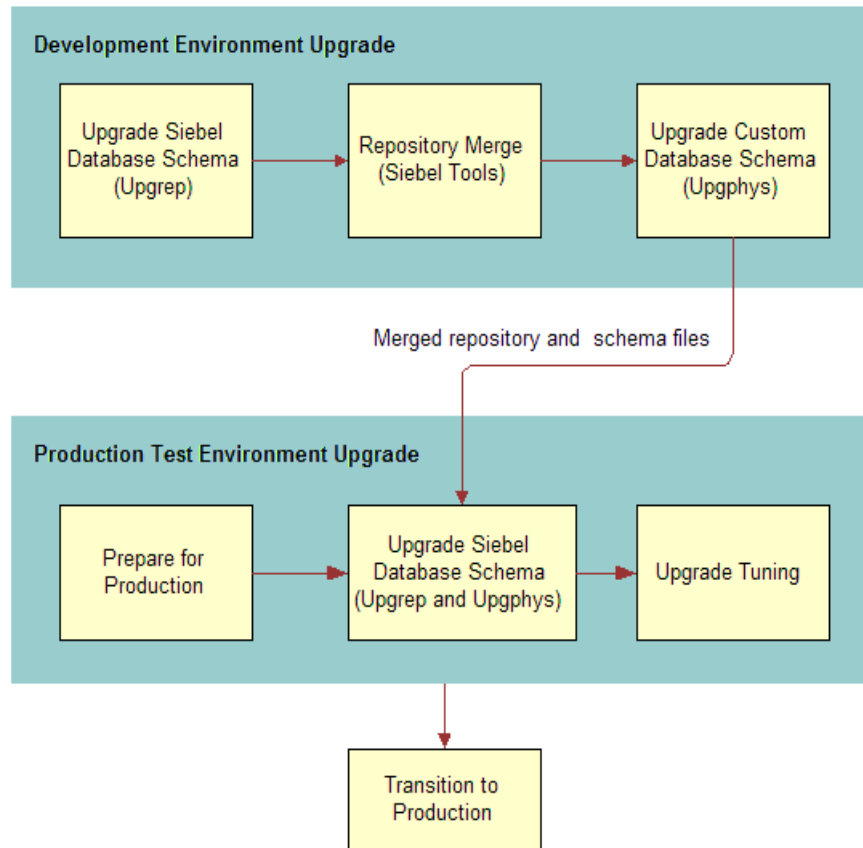 Development Environment Upgrade
Upgrade Siebel
Database Schema
(Upgrep)
Repository Merge
(Siebel Tools)
Upgrade Custom
Database Schema
(Upgphys)
Merged repository and schema files
Production Test Environment Upgrade
Prepare for
Production
Upgrade Siebel
Database Schema
(Upgrep and Upgphys)
Upgrade Tuning
Transition to
Production